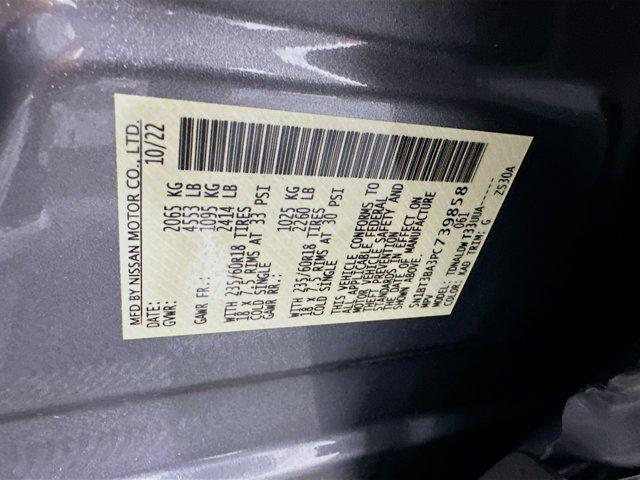 MFD BY NISSAN MOTOR CO., LTD.
DATE: 10/22
GVWR: 2065 KG
4553 LB
GAWR FR.: 1095 KG
2414 LB
WITH 235/60R18 TIRES
18 X 7.5 RIMS AT 33 PSI
COLD SINGLE
GAWR RR.: 1025 KG
2260 LB
WITH 235/60R18 TIRES
18 X 7.5 RIMS AT 30 PSI
COLD SINGLE
THIS VEHICLE CONFORMS TO
ALL APPLICABLE FEDERAL
MOTOR VEHICLE SAFETY AND
THEFT PREVENTION
STANDARDS IN EFFECT ON
THE DATE OF MANUFACTURE
SHOWN ABOVE.
5N1BT3BA3PC739858
MPV 061
MODEL:
COLOR: KAD TRIM: G
ZS30A